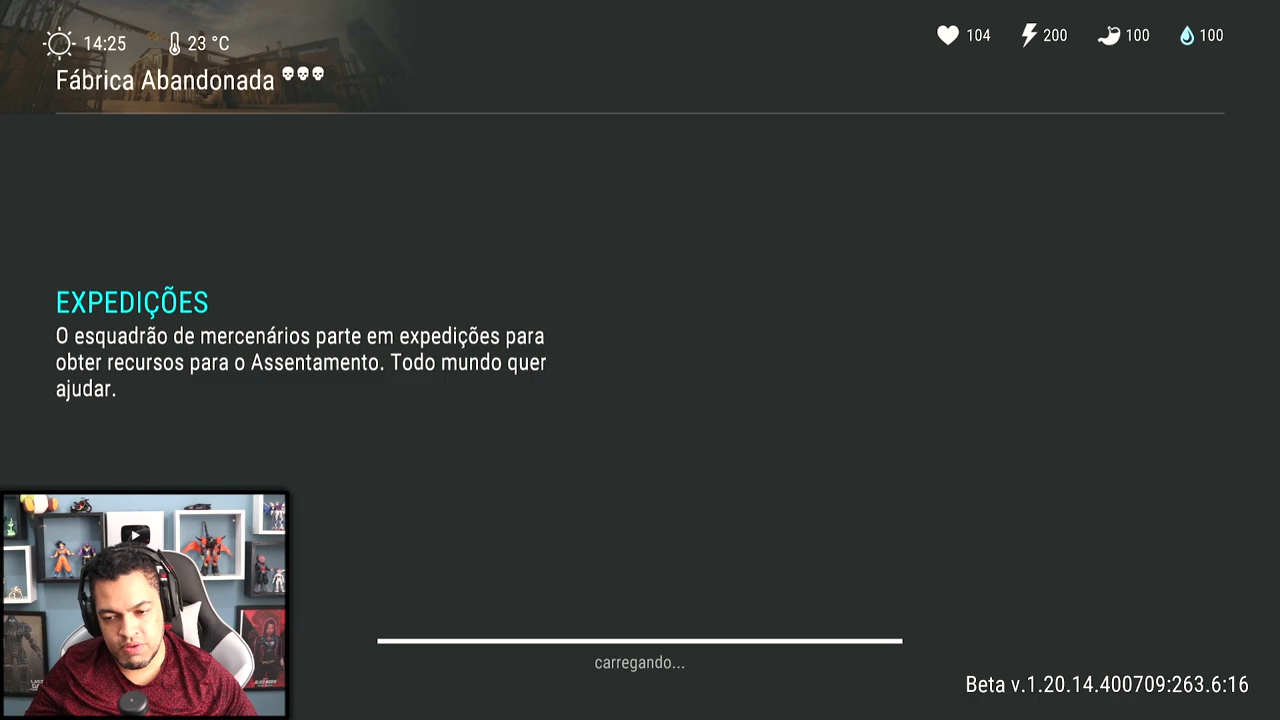 14:25
23 °C
104
200
100
100
Fábrica Abandonada
EXPEDIÇÕES
O esquadrão de mercenários parte em expedições para
obter recursos para o Assentamento. Todo mundo quer
ajudar.
carregando...
Beta v.1.20.14.400709:263.6:16